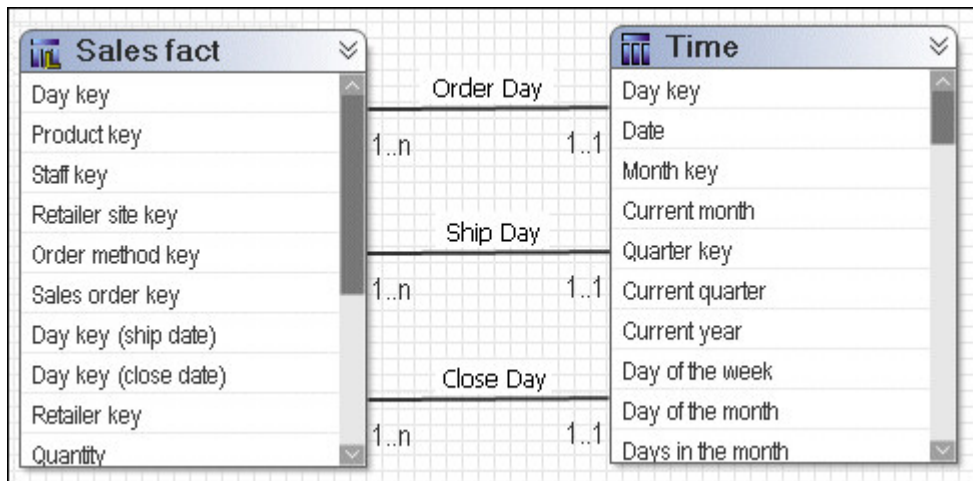 Sales fact
Day key
Product key
Staff key
Retailer site key
Order method key
Sales order key
Day key (ship date)
Day key (close date)
Retailer key
Quantity
Order Day
1..n
1..1
Ship Day
1..n
1..1
Close Day
1..n
1..1
Time
Day key
Date
Month key
Current month
Quarter key
Current quarter
Current year
Day of the week
Day of the month
Days in the month